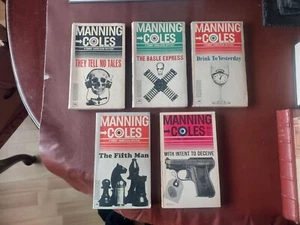 MANNING
COLES
THEY TELL NO TALES
MANNING
COLES
THE BASLE EXPRESS
MANNING
COLES
Drink To Yesterday
MANNING
COLES
The Fifth Man
MANNING
COLES
WITH INTENT TO DECEIVE